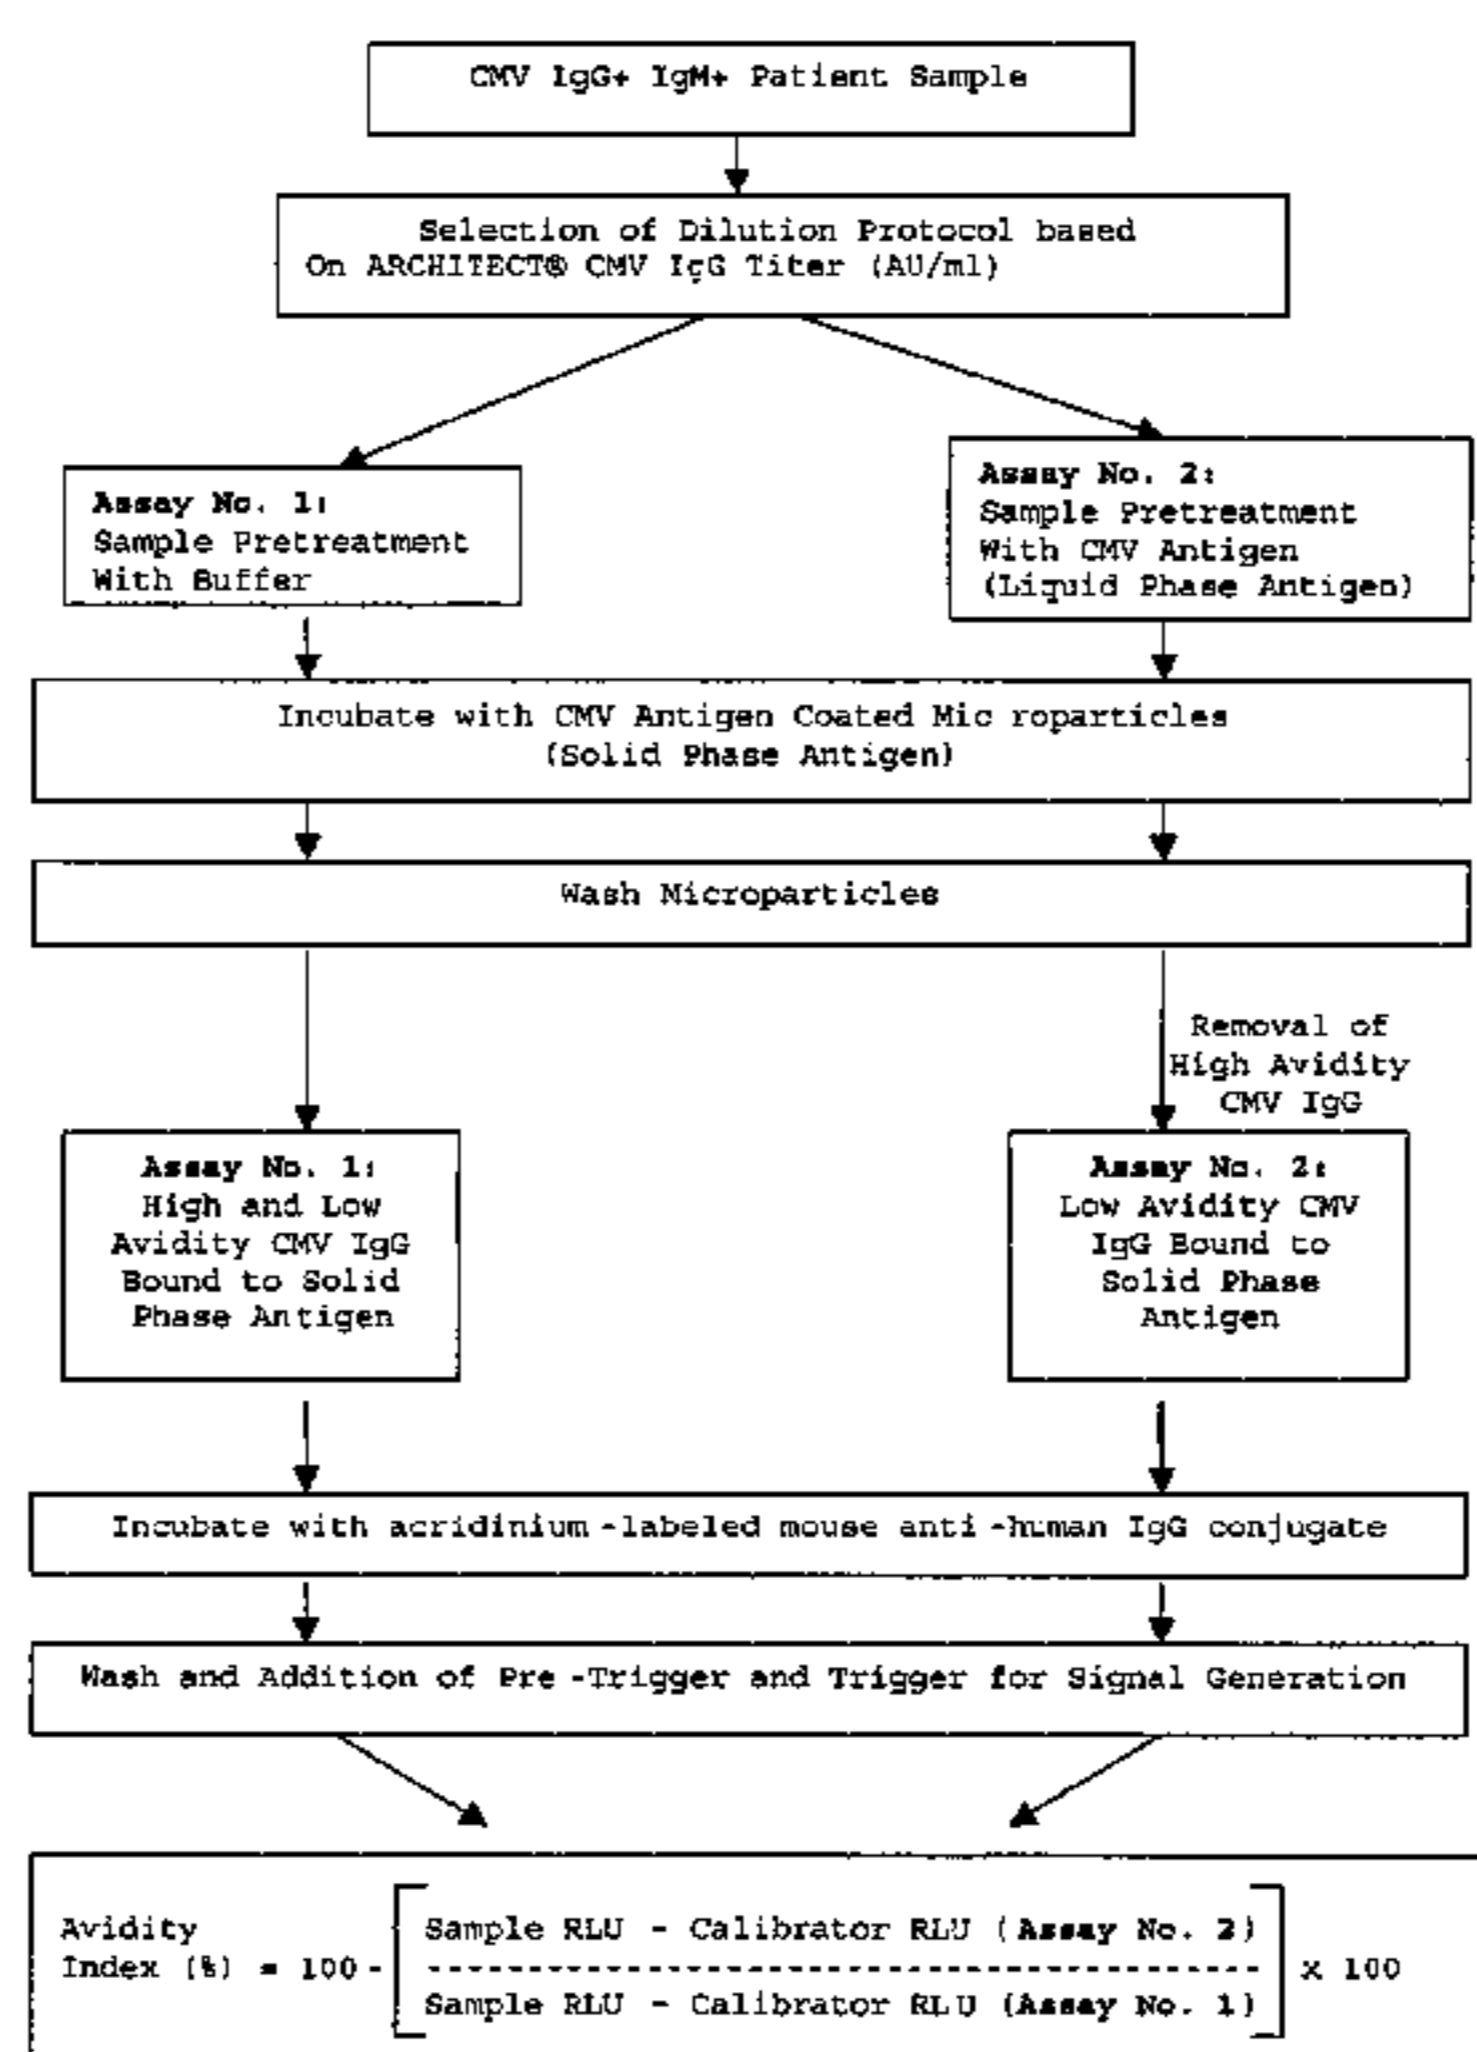 CMV IgG+ IgM+ Patient Sample
Selection of Dilution Protocol based
On ARCHITECT® CMV IgG Titer (AU/ml)
Assay No. 1:
Sample Pretreatment
With Buffer
Assay No. 2:
Sample Pretreatment
With CMV Antigen
(Liquid Phase Antigen)
Incubate with CMV Antigen Coated Mic roparticles
(Solid Phase Antigen)
Wash Microparticles
Removal of
High Avidity
CMV IgG
Assay No. 1:
High and Low
Avidity CMV IgG
Bound to Solid
Phase Antigen
Assay No. 2:
Low Avidity CMV
IgG Bound to
Solid Phase
Antigen
Incubate with acridinium -labeled mouse anti -human IgG conjugate
Wash and Addition of Pre -Trigger and Trigger for Signal Generation
Sample RLU - Calibrator RLU (Assay No. 2)
Avidity
Index (%) = 100 - x 100
Sample RLU - Calibrator RLU (Assay No. 1)